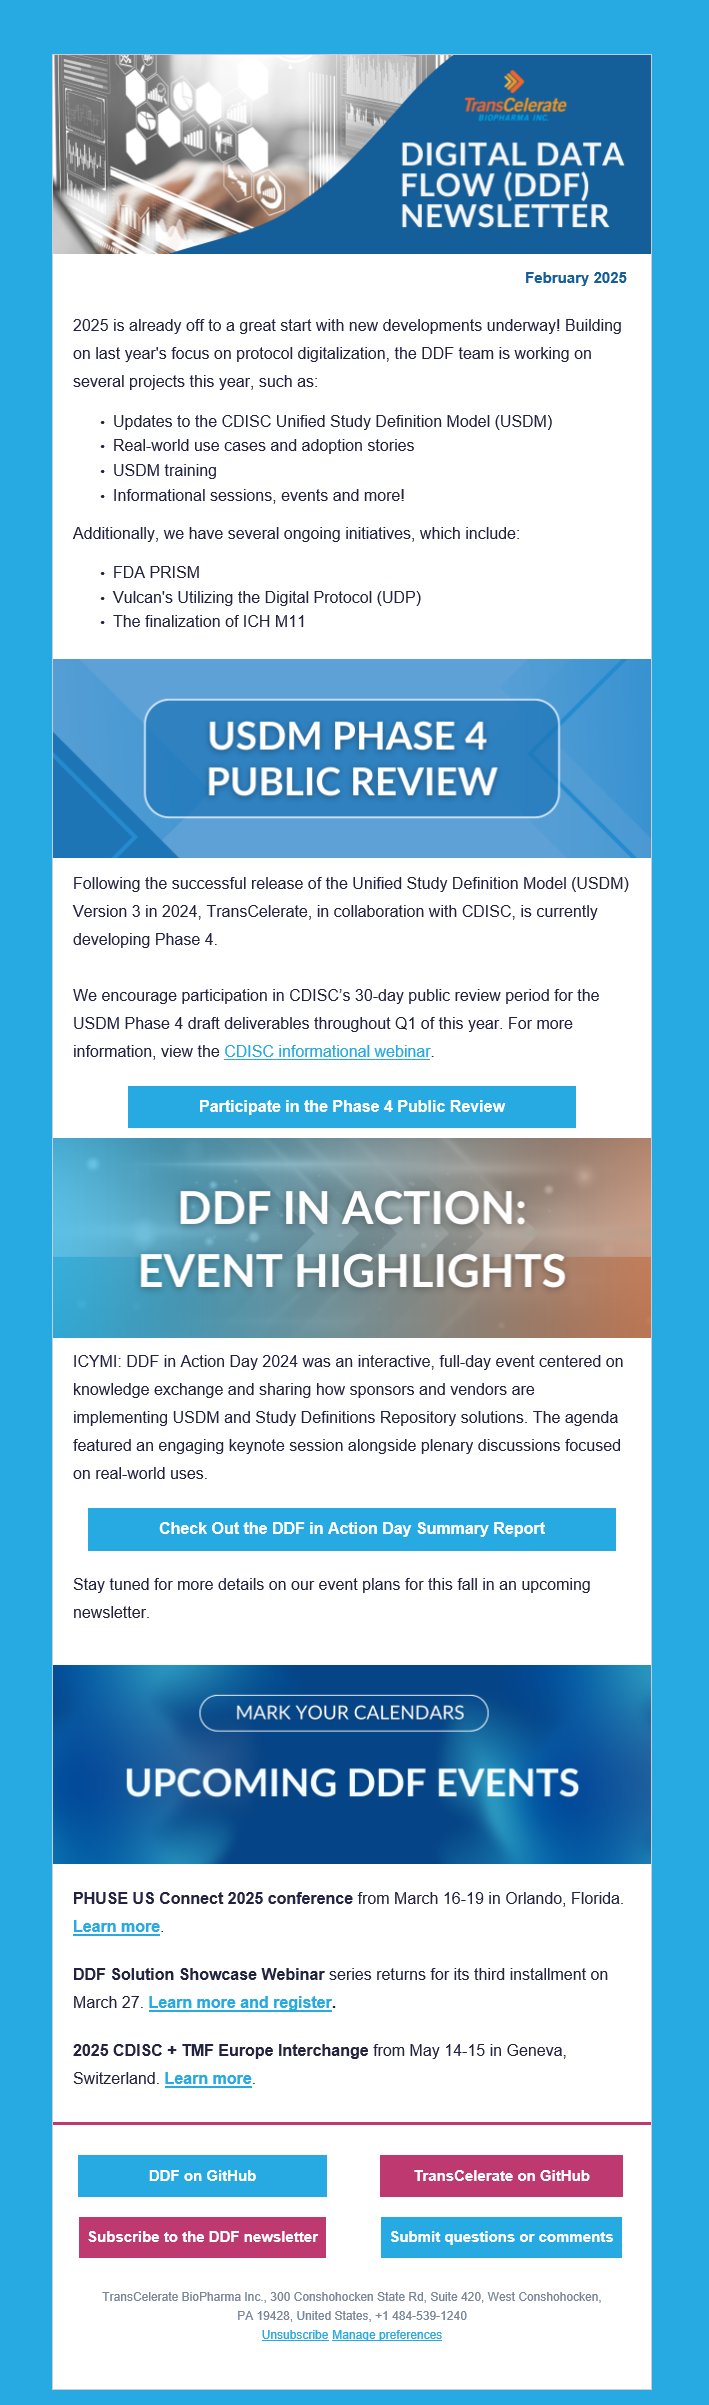 TransCelerate
BIOPHARMA INC.
DIGITAL DATA
FLOW (DDF)
NEWSLETTER
February 2025
2025 is already off to a great start with new developments underway! Building
on last year's focus on protocol digitalization, the DDF team is working on
several projects this year, such as:
• Updates to the CDISC Unified Study Definition Model (USDM)
• Real-world use cases and adoption stories
• USDM training
• Informational sessions, events and more!
Additionally, we have several ongoing initiatives, which include:
• FDA PRISM
• Vulcan's Utilizing the Digital Protocol (UDP)
• The finalization of ICH M11
USDM PHASE 4
PUBLIC REVIEW
Following the successful release of the Unified Study Definition Model (USDM)
Version 3 in 2024, TransCelerate, in collaboration with CDISC, is currently
developing Phase 4.
We encourage participation in CDISC’s 30-day public review period for the
USDM Phase 4 draft deliverables throughout Q1 of this year. For more
information, view the CDISC informational webinar.
Participate in the Phase 4 Public Review
DDF IN ACTION:
EVENT HIGHLIGHTS
ICYMI: DDF in Action Day 2024 was an interactive, full-day event centered on
knowledge exchange and sharing how sponsors and vendors are
implementing USDM and Study Definitions Repository solutions. The agenda
featured an engaging keynote session alongside plenary discussions focused
on real-world uses.
Check Out the DDF in Action Day Summary Report
Stay tuned for more details on our event plans for this fall in an upcoming
newsletter.
MARK YOUR CALENDARS
UPCOMING DDF EVENTS
PHUSE US Connect 2025 conference from March 16-19 in Orlando, Florida.
Learn more.
DDF Solution Showcase Webinar series returns for its third installment on
March 27. Learn more and register.
2025 CDISC + TMF Europe Interchange from May 14-15 in Geneva,
Switzerland. Learn more.
DDF on GitHub
TransCelerate on GitHub
Subscribe to the DDF newsletter
Submit questions or comments
TransCelerate BioPharma Inc., 300 Conshohocken State Rd, Suite 420, West Conshohocken,
PA 19428, United States, +1 484-539-1240
Unsubscribe Manage preferences